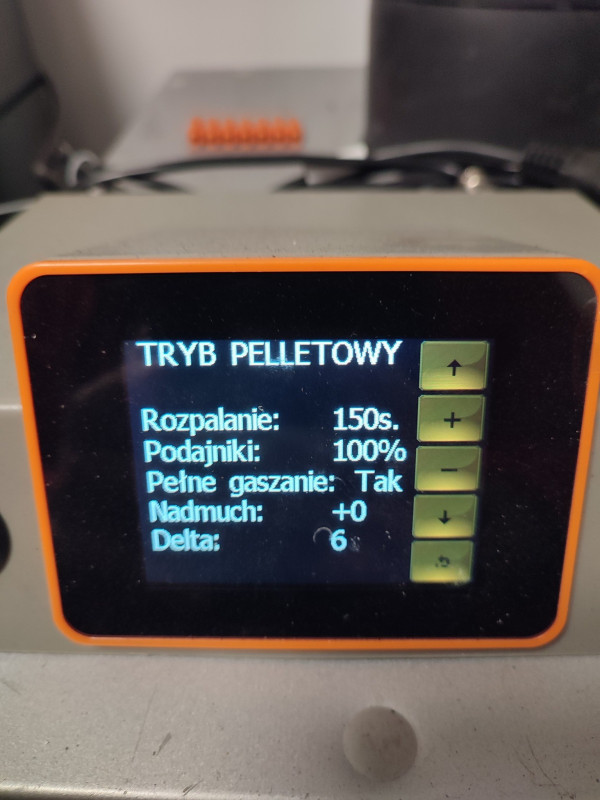 TRYB PELLETOWY
Rozpalanie: 150s.
Podajniki: 100%
Pełne gaszanie: Tak
Nadmuch: +0
Delta: 6